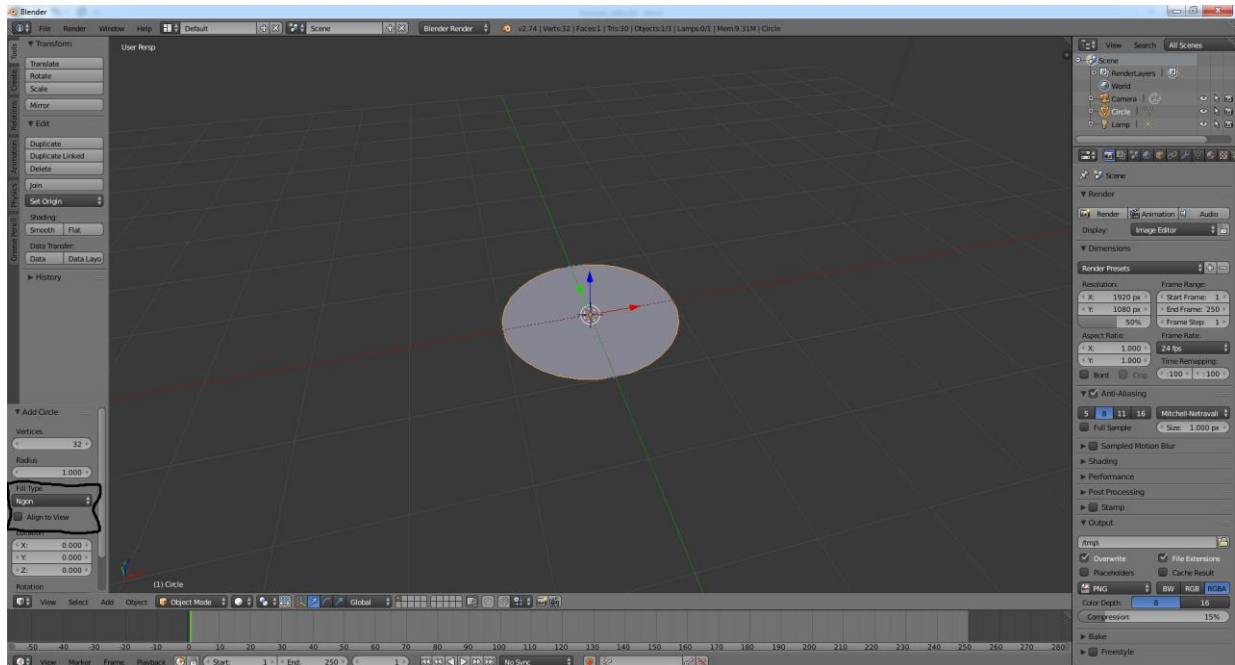 Blender
File Render Window Help Default Scene Blender Render v2.74 | Verts:32 | Faces:1 | Tris:30 | Objects:1/3 | Lamps:0/1 | Mem:9.31M | Circle
Tools
Create
Relations
Animation
Physics
Grease Pencil
Transform
Translate
Rotate
Scale
Mirror
Edit
Duplicate
Duplicate Linked
Delete
Join
Set Origin
Shading:
Smooth Flat
Data Transfer:
Data Data Layo
History
Add Circle
Vertices
32
Radius
1.000
Fill Type
Ngon
Align to View
Location
X: 0.000
Y: 0.000
Z: 0.000
Rotation
User Persp
(1) Circle
View Select Add Object Object Mode Global
-50 -40 -30 -20 -10 0 10 20 30 40 50 60 70 80 90 100 110 120 130 140 150 160 170 180 190 200 210 220 230 240 250 260 270 280
View Marker Frame Playback Start: 1 End: 250 1 No Sync
View Search All Scenes
Scene
RenderLayers
World
Camera
Circle
Lamp
Scene
Render
Render Animation Audio
Display: Image Editor
Dimensions
Render Presets
Resolution: Frame Range:
X: 1920 px Start Frame: 1
Y: 1080 px End Frame: 250
50% Frame Step: 1
Aspect Ratio: Frame Rate:
X: 1.000 24 fps
Y: 1.000 Time Remapping:
Bord Crop :100 :100
Anti-Aliasing
5 8 11 16 Mitchell-Netravali
Full Sample Size: 1.000 px
Sampled Motion Blur
Shading
Performance
Post Processing
Stamp
Output
/tmp\
Overwrite File Extensions
Placeholders Cache Result
PNG BW RGB RGBA
Color Depth: 8 16
Compression: 15%
Bake
Freestyle